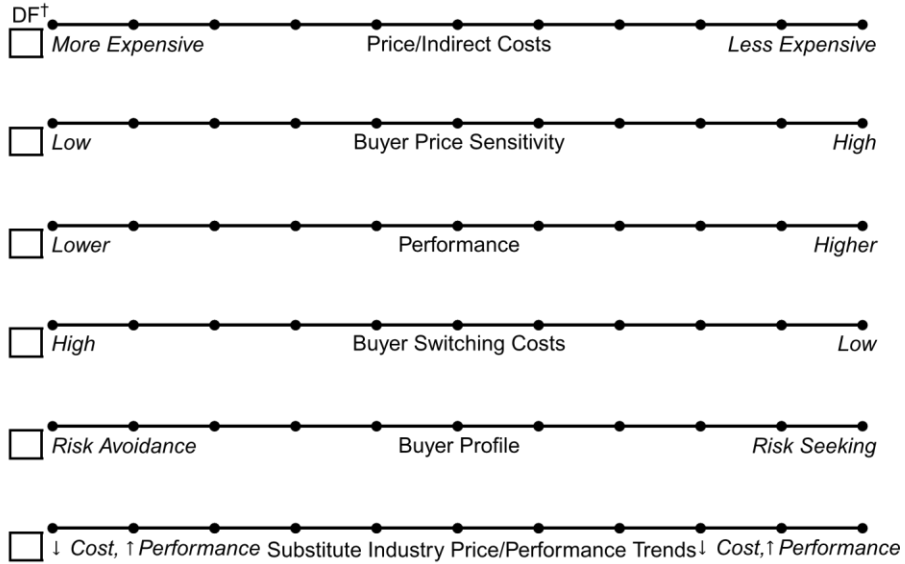 DF†
More Expensive Price/Indirect Costs Less Expensive
Low Buyer Price Sensitivity High
Lower Performance Higher
High Buyer Switching Costs Low
Risk Avoidance Buyer Profile Risk Seeking
↓ Cost, ↑ Performance Substitute Industry Price/Performance Trends ↓ Cost,↑ Performance